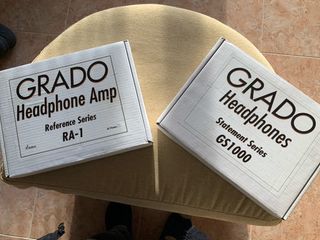 GRADO
Headphone Amp
Reference Series
RA-1
GRADO
Headphones
Statement Series
GS1000